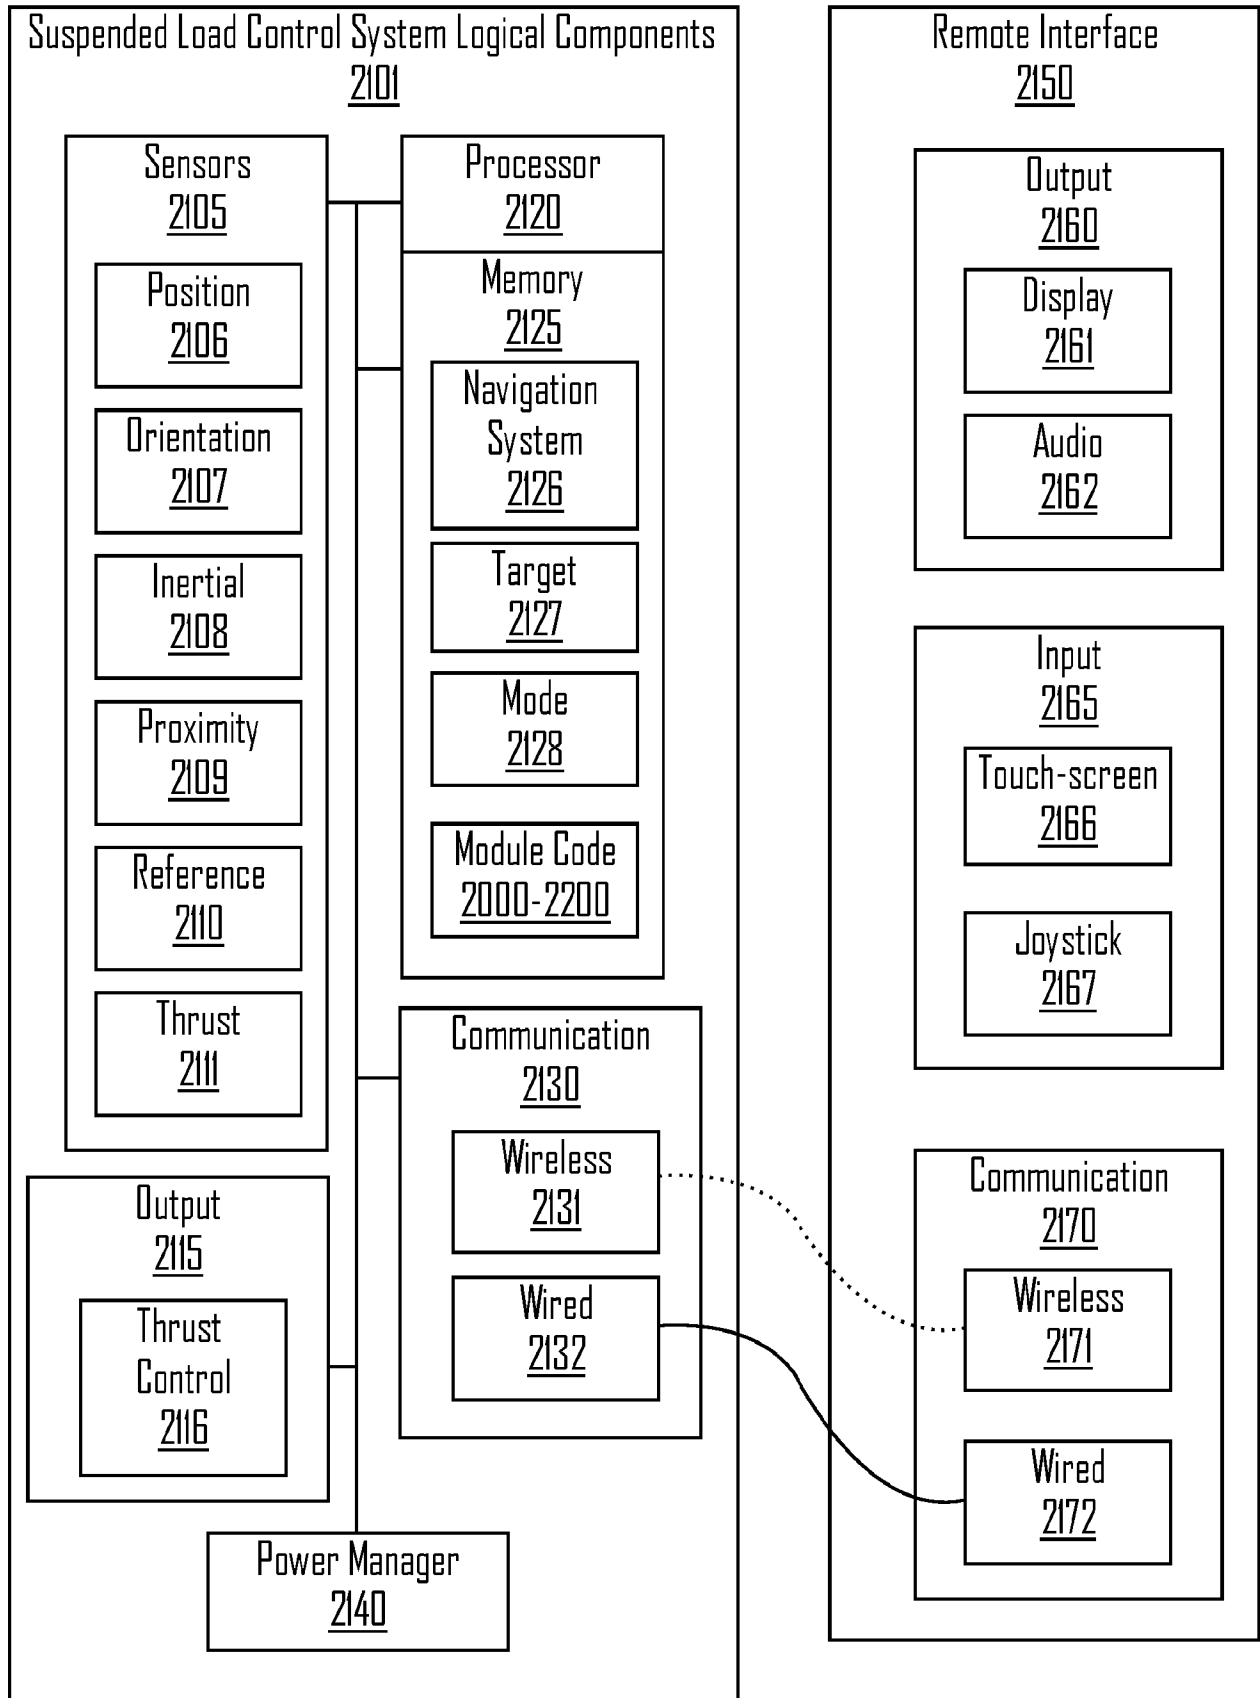 Suspended Load Control System Logical Components
2101
Sensors
2105
Position
2106
Orientation
2107
Inertial
2108
Proximity
2109
Reference
2110
Thrust
2111
Output
2115
Thrust
Control
2116
Processor
2120
Memory
2125
Navigation
System
2126
Target
2127
Mode
2128
Module Code
2000-2200
Communication
2130
Wireless
2131
Wired
2132
Power Manager
2140
Remote Interface
2150
Output
2160
Display
2161
Audio
2162
Input
2165
Touch-screen
2166
Joystick
2167
Communication
2170
Wireless
2171
Wired
2172